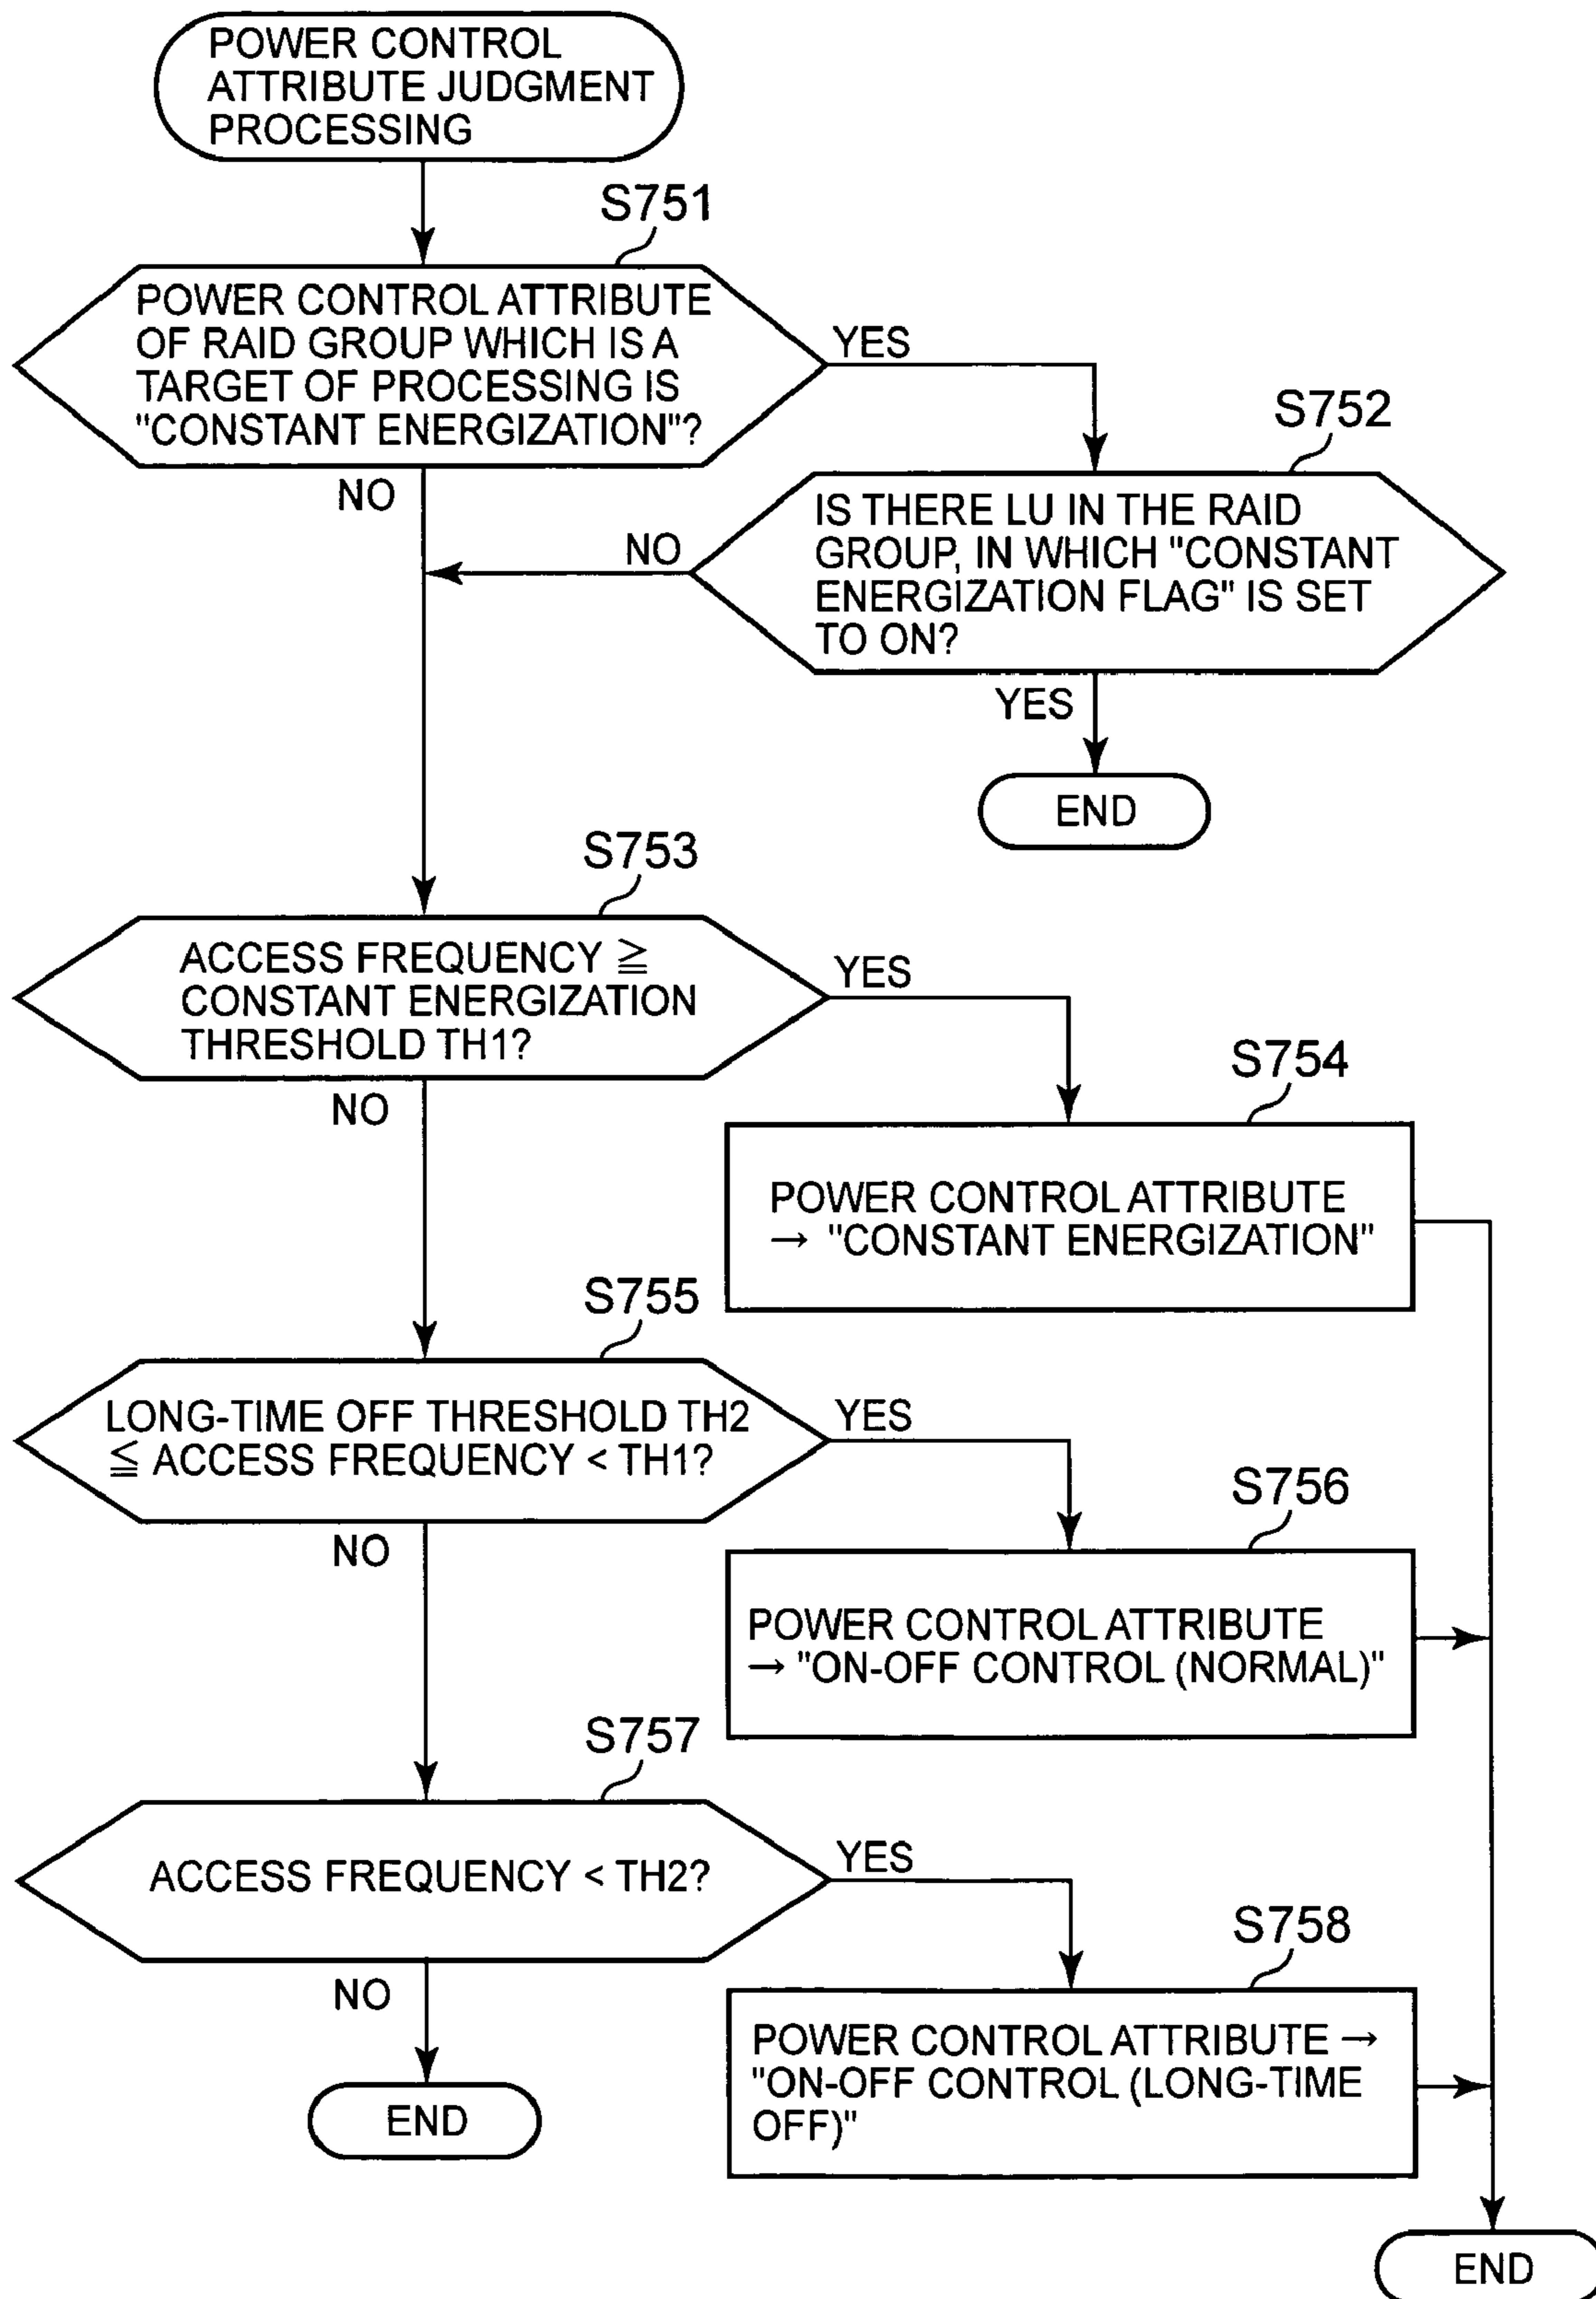 POWER CONTROL
ATTRIBUTE JUDGMENT
PROCESSING
S751
POWER CONTROL ATTRIBUTE
OF RAID GROUP WHICH IS A
TARGET OF PROCESSING IS
"CONSTANT ENERGIZATION"?
YES
NO
S752
IS THERE LU IN THE RAID
GROUP, IN WHICH "CONSTANT
ENERGIZATION FLAG" IS SET
TO ON?
NO
YES
END
S753
ACCESS FREQUENCY ≧
CONSTANT ENERGIZATION
THRESHOLD TH1?
YES
NO
S754
POWER CONTROL ATTRIBUTE
→ "CONSTANT ENERGIZATION"
S755
LONG-TIME OFF THRESHOLD TH2
≦ ACCESS FREQUENCY < TH1?
YES
NO
S756
POWER CONTROL ATTRIBUTE
→ "ON-OFF CONTROL (NORMAL)"
S757
ACCESS FREQUENCY < TH2?
YES
NO
END
S758
POWER CONTROL ATTRIBUTE →
"ON-OFF CONTROL (LONG-TIME
OFF)"
END